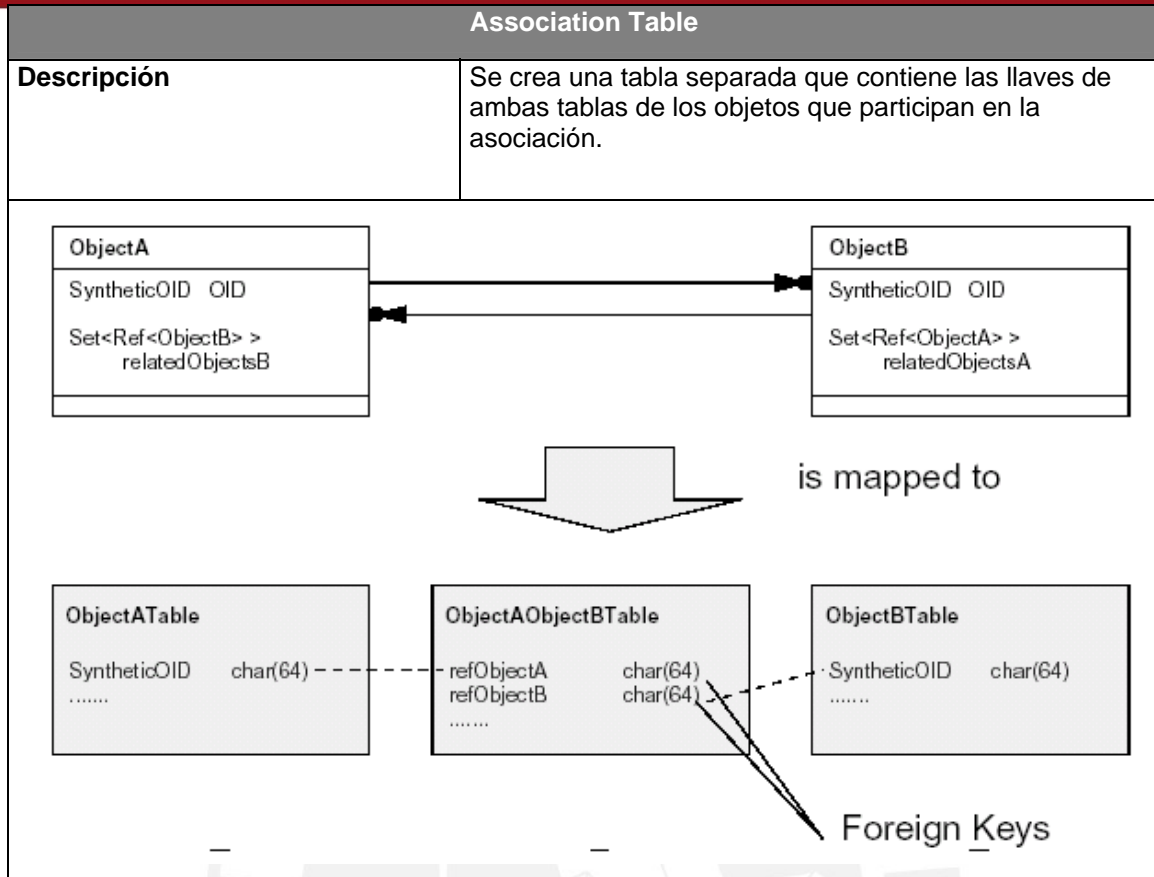 Association Table
Descripción
Se crea una tabla separada que contiene las llaves de
ambas tablas de los objetos que participan en la
asociación.
ObjectA
SyntheticOID OID
Set<Ref<ObjectB> >
relatedObjectsB
ObjectB
SyntheticOID OID
Set<Ref<ObjectA> >
relatedObjectsA
is mapped to
ObjectATable
SyntheticOID char(64)
.......
ObjectAObjectBTable
refObjectA char(64)
refObjectB char(64)
.......
ObjectBTable
SyntheticOID char(64)
.......
Foreign Keys